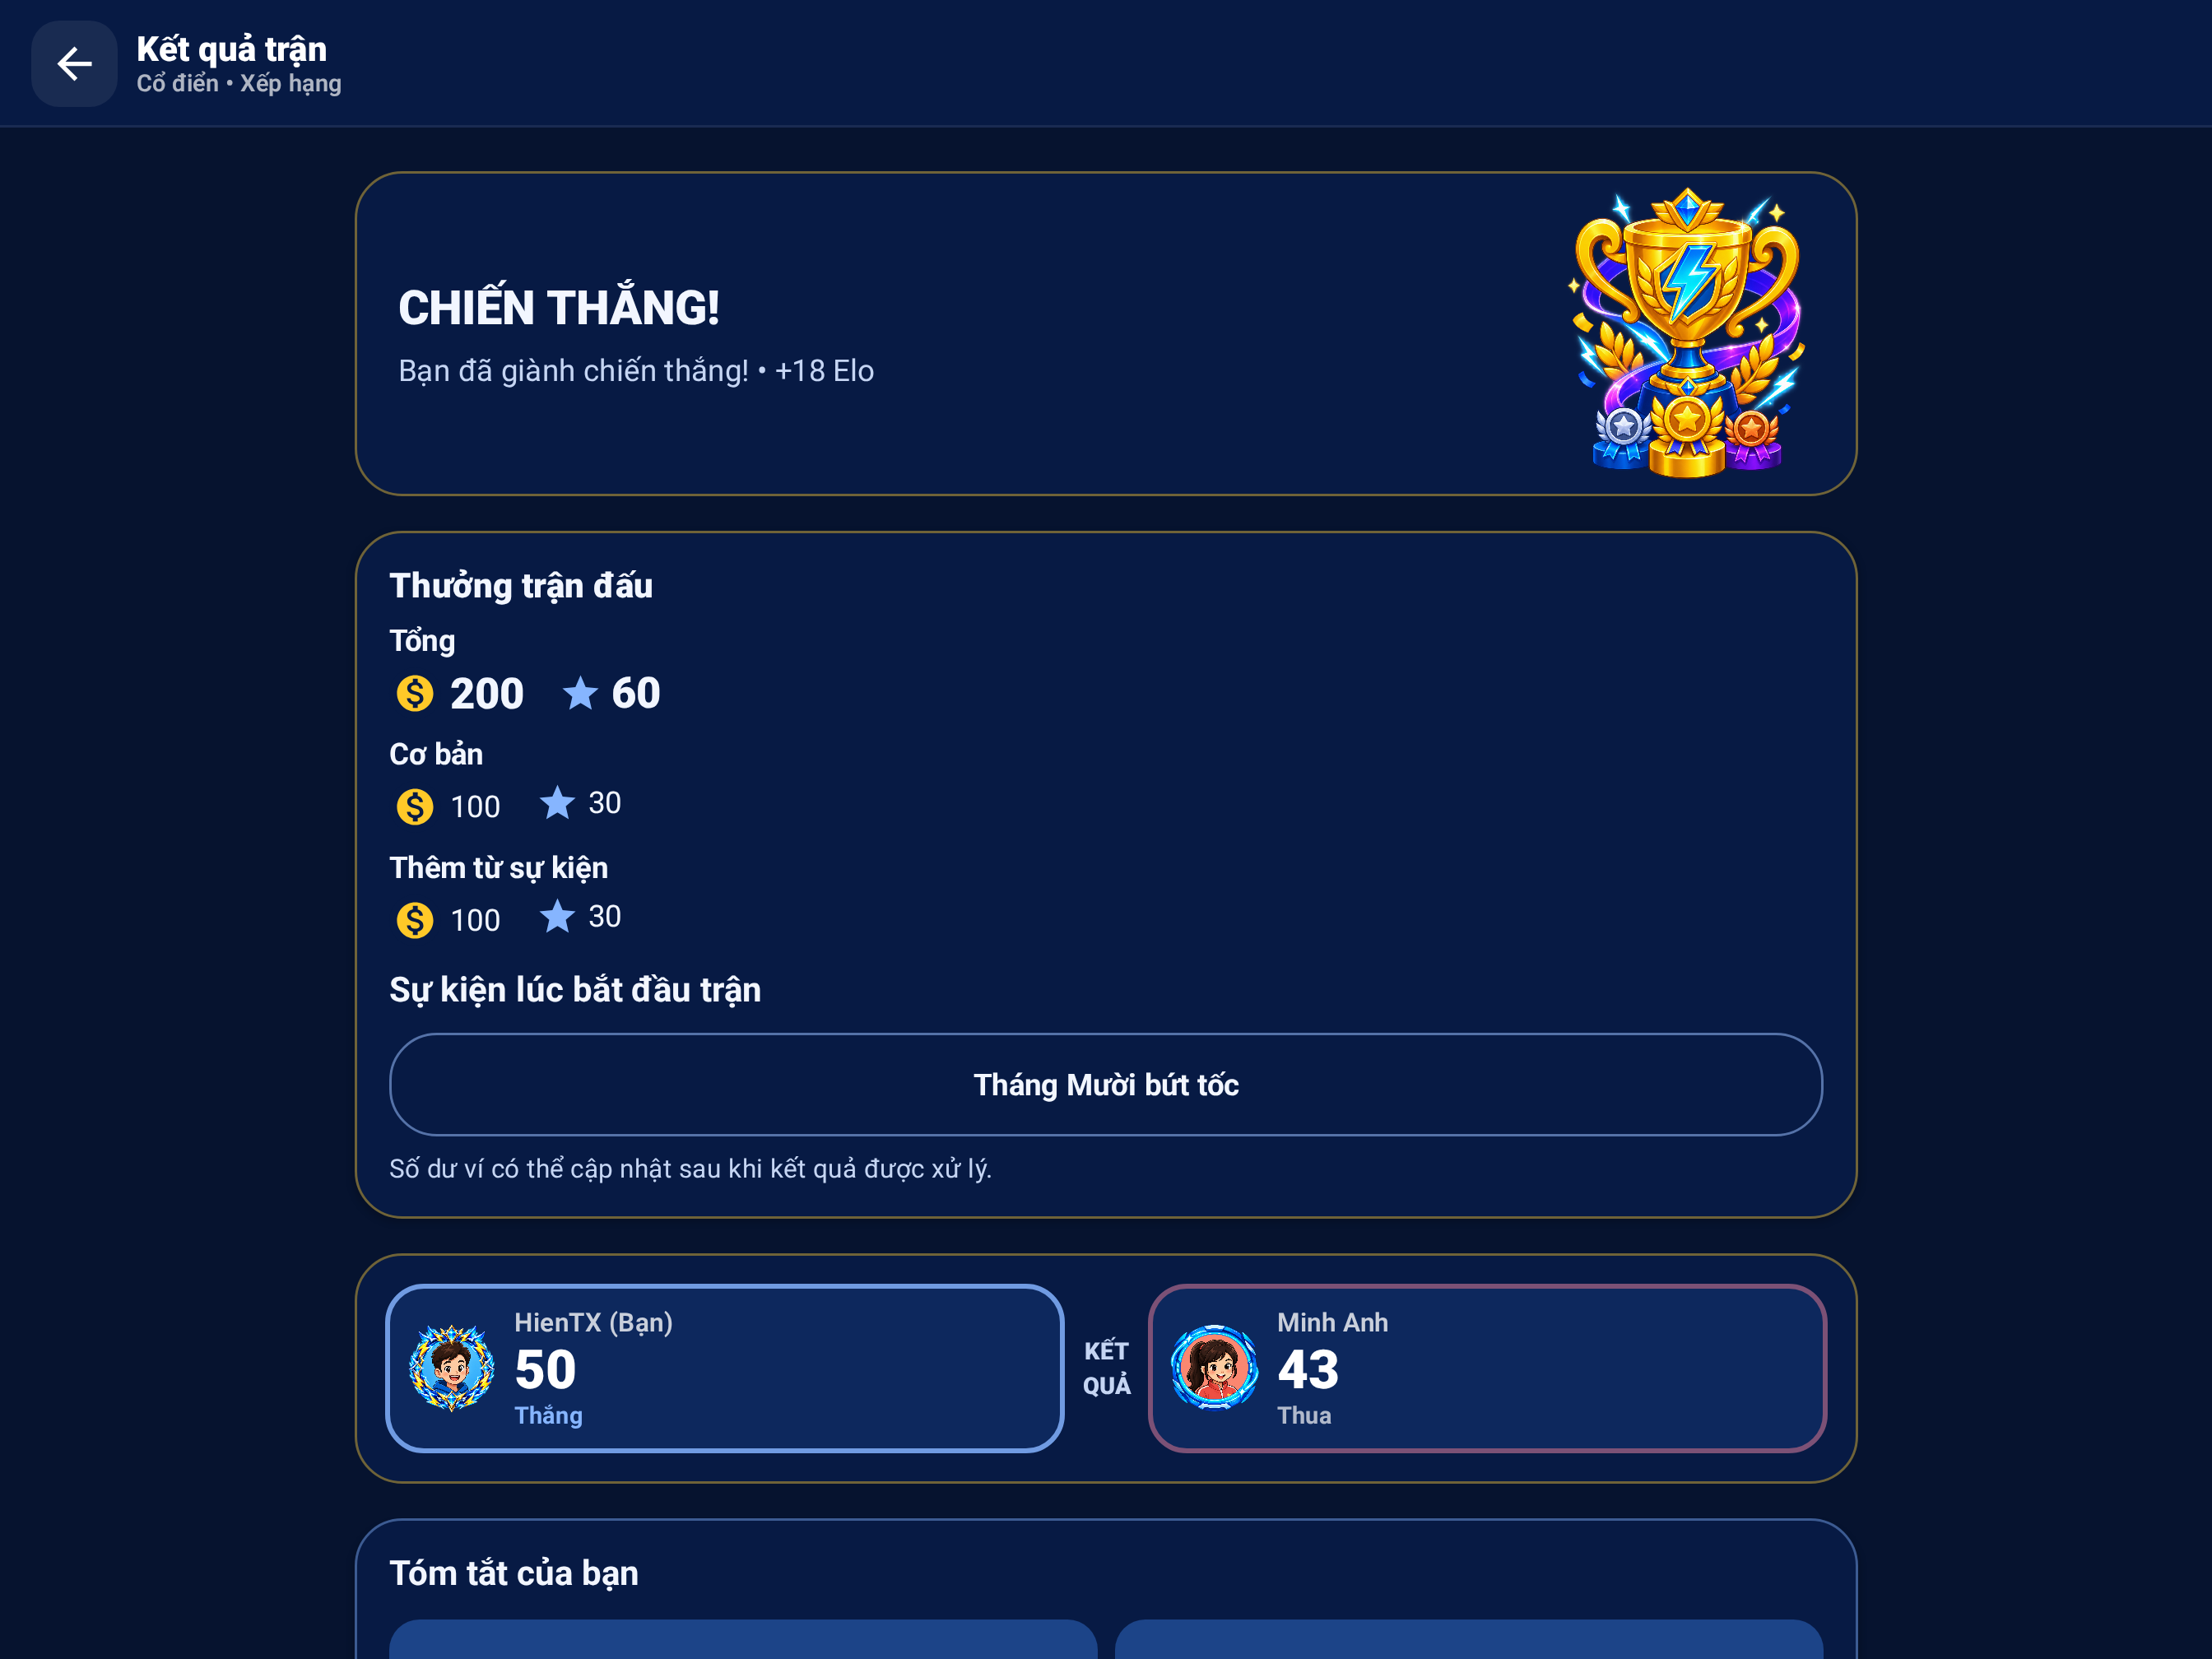 Kết quả trận
Cổ điển • Xếp hạng
CHIẾN THẮNG!
Bạn đã giành chiến thắng! • +18 Elo
Thưởng trận đấu
Tổng
200 60
Cơ bản
100 30
Thêm từ sự kiện
100 30
Sự kiện lúc bắt đầu trận
Tháng Mười bứt tốc
Số dư ví có thể cập nhật sau khi kết quả được xử lý.
HienTX (Bạn)
50
Thắng
KẾT
QUẢ
Minh Anh
43
Thua
Tóm tắt của bạn